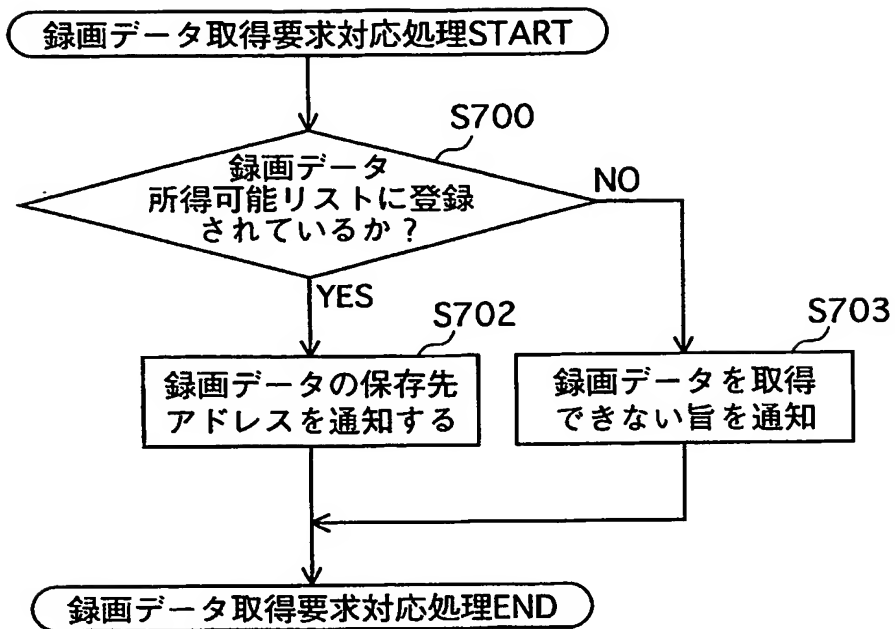 録画データ取得要求対応処理START
S700
録画データ
所得可能リストに登録
されているか？
NO
YES
S702
S703
録画データの保存先
アドレスを通知する
録画データを取得
できない旨を通知
録画データ取得要求対応処理END